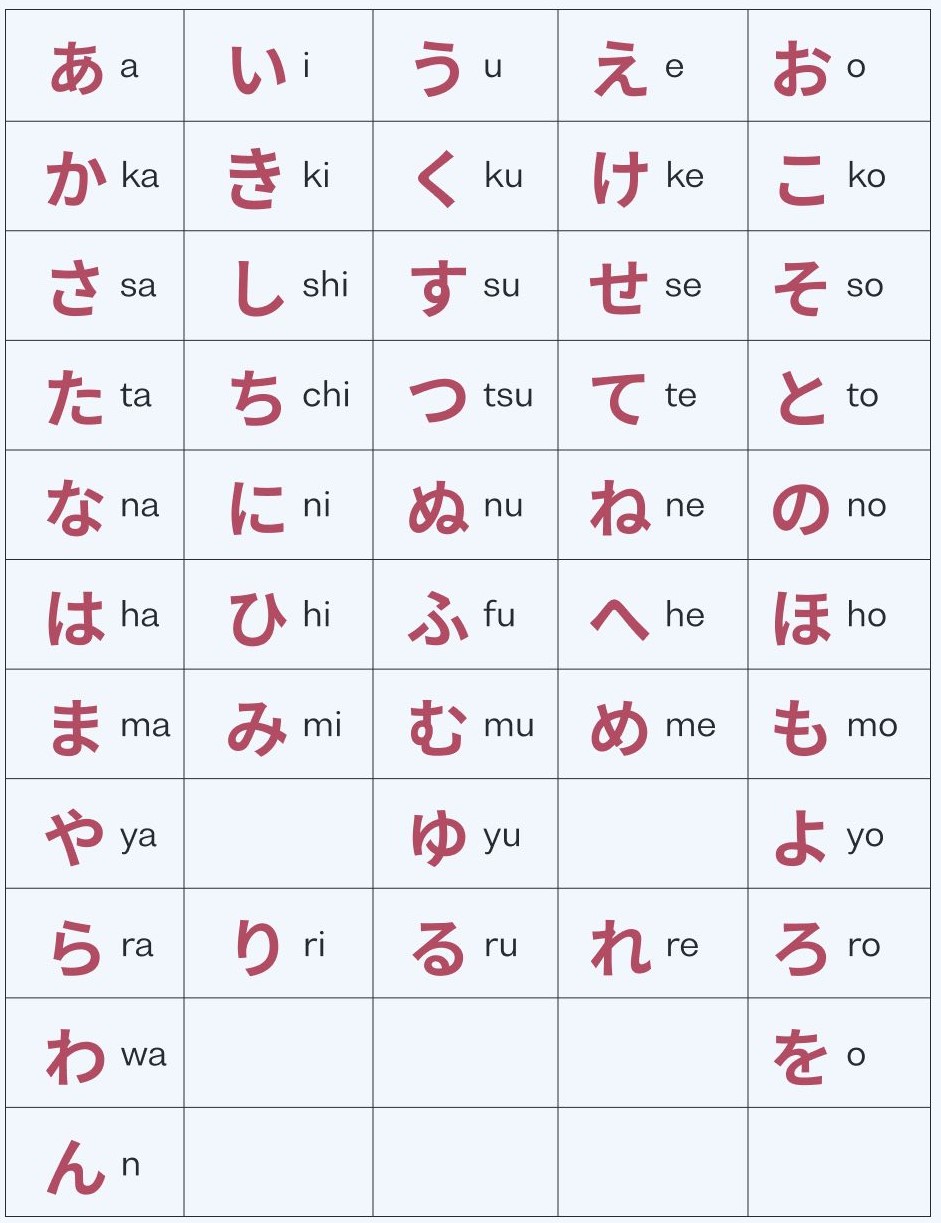 あ a い i う u え e お o
か ka き ki く ku け ke こ ko
さ sa し shi す su せ se そ so
た ta ち chi つ tsu て te と to
な na に ni ぬ nu ね ne の no
は ha ひ hi ふ fu へ he ほ ho
ま ma み mi む mu め me も mo
や ya ゆ yu よ yo
ら ra り ri る ru れ re ろ ro
わ wa を o
ん n